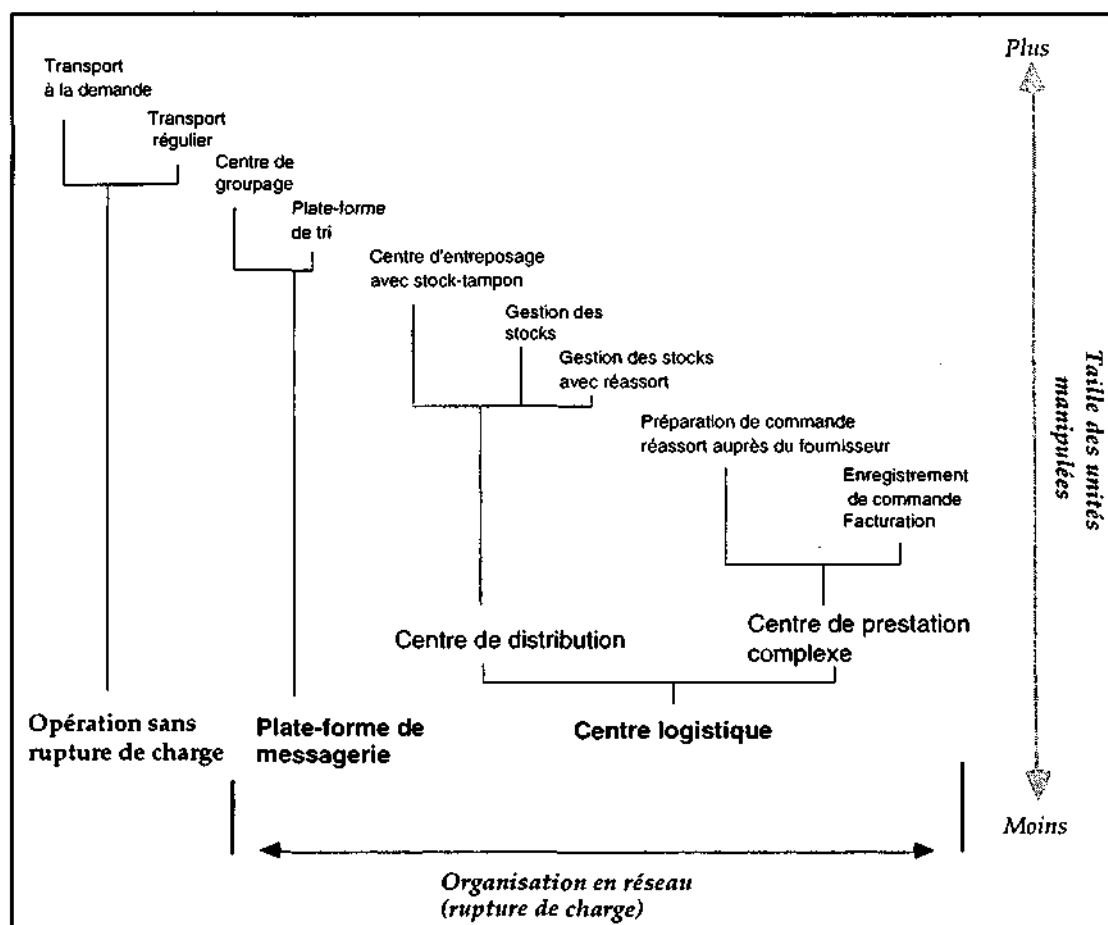 Plus
Transport
à la demande
Transport
régulier
Centre de
groupage
Plate-forme
de tri
Centre d'entreposage
avec stock-tampon
Gestion des
stocks
Gestion des stocks
avec réassort
Taille des unités
manipulées
Préparation de commande
réassort auprès du fournisseur
Enregistrement
de commande
Facturation
Centre de distribution
Centre de prestation
complexe
Opération sans
rupture de charge
Plate-forme de
messagerie
Centre logistique
Moins
Organisation en réseau
(rupture de charge)